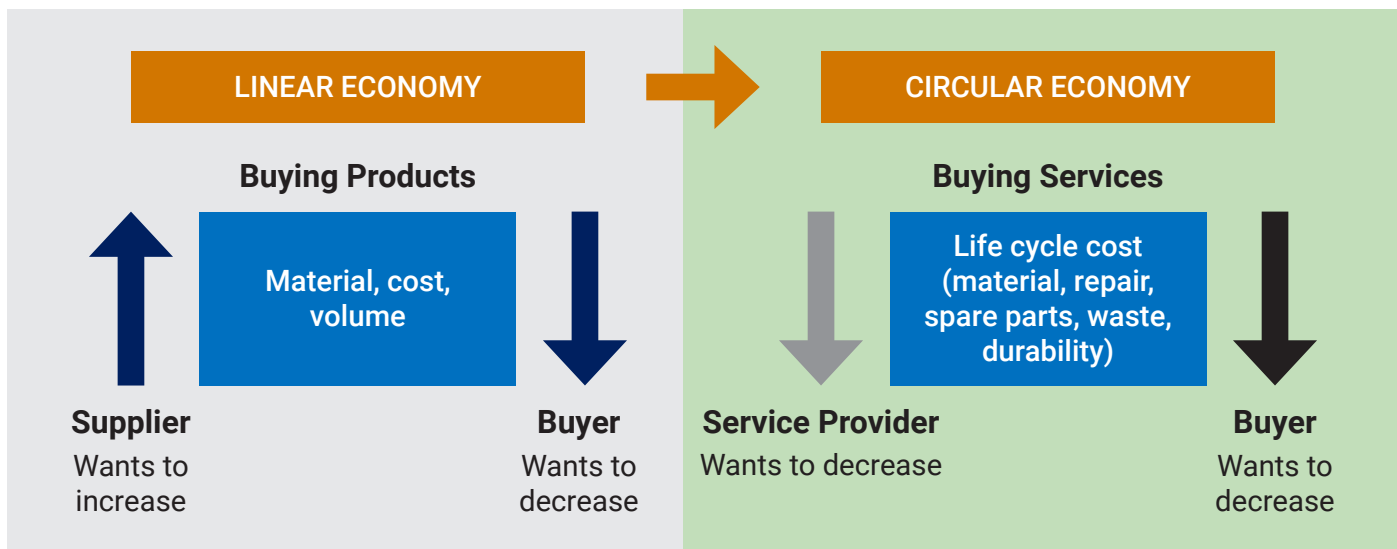 LINEAR ECONOMY
CIRCULAR ECONOMY
Buying Products
Material, cost,
volume
Supplier
Wants to
increase
Buyer
Wants to
decrease
Buying Services
Life cycle cost
(material, repair,
spare parts, waste,
durability)
Service Provider
Wants to decrease
Buyer
Wants to
decrease